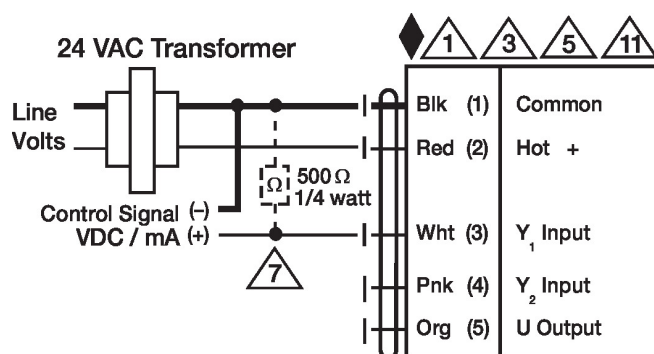 1 3 5 11
24 VAC Transformer
Line
Volts
Blk (1) Common
Red (2) Hot +
Ω 500 Ω
1/4 watt
Control Signal (-)
VDC / mA (+)
Wht (3) Y1 Input
7
Pnk (4) Y2 Input
Org (5) U Output